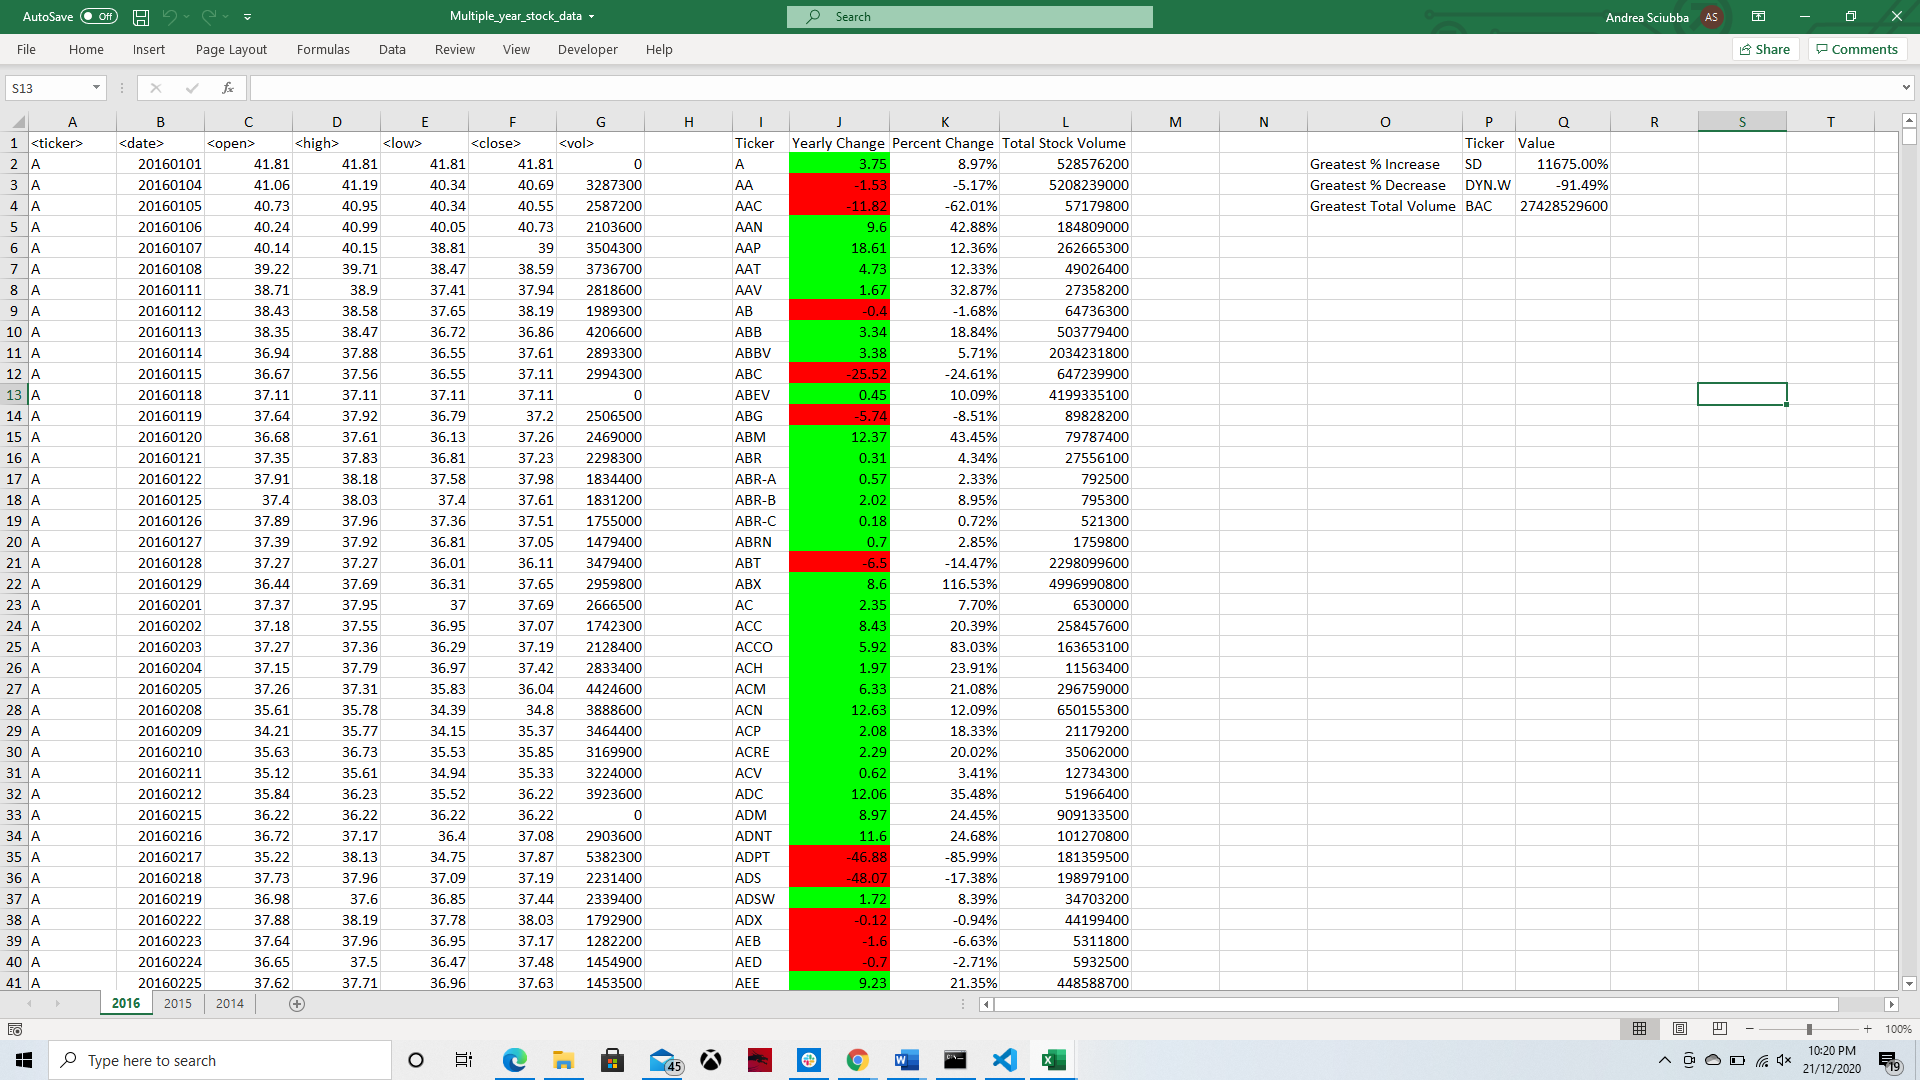 AutoSave Off Multiple_year_stock_data Search Andrea Sciubba AS
File Home Insert Page Layout Formulas Data Review View Developer Help Share Comments
S13 fx
A B C D E F G H I J K L M N O P Q R S T
1 <ticker> <date> <open> <high> <low> <close> <vol> Ticker Yearly Change Percent Change Total Stock Volume Ticker Value
2 A 20160101 41.81 41.81 41.81 41.81 0 A 3.75 8.97% 528576200 Greatest % Increase SD 11675.00%
3 A 20160104 41.06 41.19 40.34 40.69 3287300 AA -1.53 -5.17% 5208239000 Greatest % Decrease DYN.W -91.49%
4 A 20160105 40.73 40.95 40.34 40.55 2587200 AAC -11.82 -62.01% 57179800 Greatest Total Volume BAC 27428529600
5 A 20160106 40.24 40.99 40.05 40.73 2103600 AAN 9.6 42.88% 184809000
6 A 20160107 40.14 40.15 38.81 39 3504300 AAP 18.61 12.36% 262665300
7 A 20160108 39.22 39.71 38.47 38.59 3736700 AAT 4.73 12.33% 49026400
8 A 20160111 38.71 38.9 37.41 37.94 2818600 AAV 1.67 32.87% 27358200
9 A 20160112 38.43 38.58 37.65 38.19 1989300 AB -0.4 -1.68% 64736300
10 A 20160113 38.35 38.47 36.72 36.86 4206600 ABB 3.34 18.84% 503779400
11 A 20160114 36.94 37.88 36.55 37.61 2893300 ABBV 3.38 5.71% 2034231800
12 A 20160115 36.67 37.56 36.55 37.11 2994300 ABC -25.52 -24.61% 647239900
13 A 20160118 37.11 37.11 37.11 37.11 0 ABEV 0.45 10.09% 4199335100
14 A 20160119 37.64 37.92 36.79 37.2 2506500 ABG -5.74 -8.51% 89828200
15 A 20160120 36.68 37.61 36.13 37.26 2469000 ABM 12.37 43.45% 79787400
16 A 20160121 37.35 37.83 36.81 37.23 2298300 ABR 0.31 4.34% 27556100
17 A 20160122 37.91 38.18 37.58 37.98 1834400 ABR-A 0.57 2.33% 792500
18 A 20160125 37.4 38.03 37.4 37.61 1831200 ABR-B 2.02 8.95% 795300
19 A 20160126 37.89 37.96 37.36 37.51 1755000 ABR-C 0.18 0.72% 521300
20 A 20160127 37.39 37.92 36.81 37.05 1479400 ABRN 0.7 2.85% 1759800
21 A 20160128 37.27 37.27 36.01 36.11 3479400 ABT -6.5 -14.47% 2298099600
22 A 20160129 36.44 37.69 36.31 37.65 2959800 ABX 8.6 116.53% 4996990800
23 A 20160201 37.37 37.95 37 37.69 2666500 AC 2.35 7.70% 6530000
24 A 20160202 37.18 37.55 36.95 37.07 1742300 ACC 8.43 20.39% 258457600
25 A 20160203 37.27 37.36 36.29 37.19 2128400 ACCO 5.92 83.03% 163653100
26 A 20160204 37.15 37.79 36.97 37.42 2833400 ACH 1.97 23.91% 11563400
27 A 20160205 37.26 37.31 35.83 36.04 4424600 ACM 6.33 21.08% 296759000
28 A 20160208 35.61 35.78 34.39 34.8 3888600 ACN 12.63 12.09% 650155300
29 A 20160209 34.21 35.77 34.15 35.37 3464400 ACP 2.08 18.33% 21179200
30 A 20160210 35.63 36.73 35.53 35.85 3169900 ACRE 2.29 20.02% 35062000
31 A 20160211 35.12 35.61 34.94 35.33 3224000 ACV 0.62 3.41% 12734300
32 A 20160212 35.84 36.23 35.52 36.22 3923600 ADC 12.06 35.48% 51966400
33 A 20160215 36.22 36.22 36.22 36.22 0 ADM 8.97 24.45% 909133500
34 A 20160216 36.72 37.17 36.4 37.08 2903600 ADNT 11.6 24.68% 101270800
35 A 20160217 35.22 38.13 34.75 37.87 5382300 ADPT -46.88 -85.99% 181359500
36 A 20160218 37.73 37.96 37.09 37.19 2231400 ADS -48.07 -17.38% 198979100
37 A 20160219 36.98 37.6 36.85 37.44 2339400 ADSW 1.72 8.39% 34703200
38 A 20160222 37.88 38.19 37.78 38.03 1792900 ADX -0.12 -0.94% 44199400
39 A 20160223 37.64 37.96 36.95 37.17 1282200 AEB -1.6 -6.63% 5311800
40 A 20160224 36.65 37.5 36.47 37.48 1454900 AED -0.7 -2.71% 5932500
41 A 20160225 37.62 37.71 36.96 37.63 1453500 AEE 9.23 21.35% 448588700
2016 2015 2014
100%
Type here to search 45 10:20 PM
21/12/2020 19